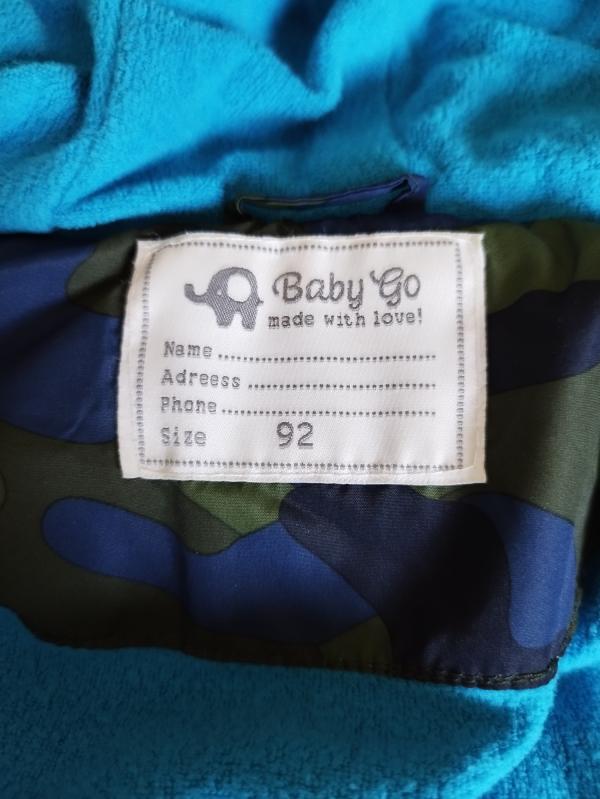 Baby Go
made with love!
Name
Adreess
Phone
Size 92